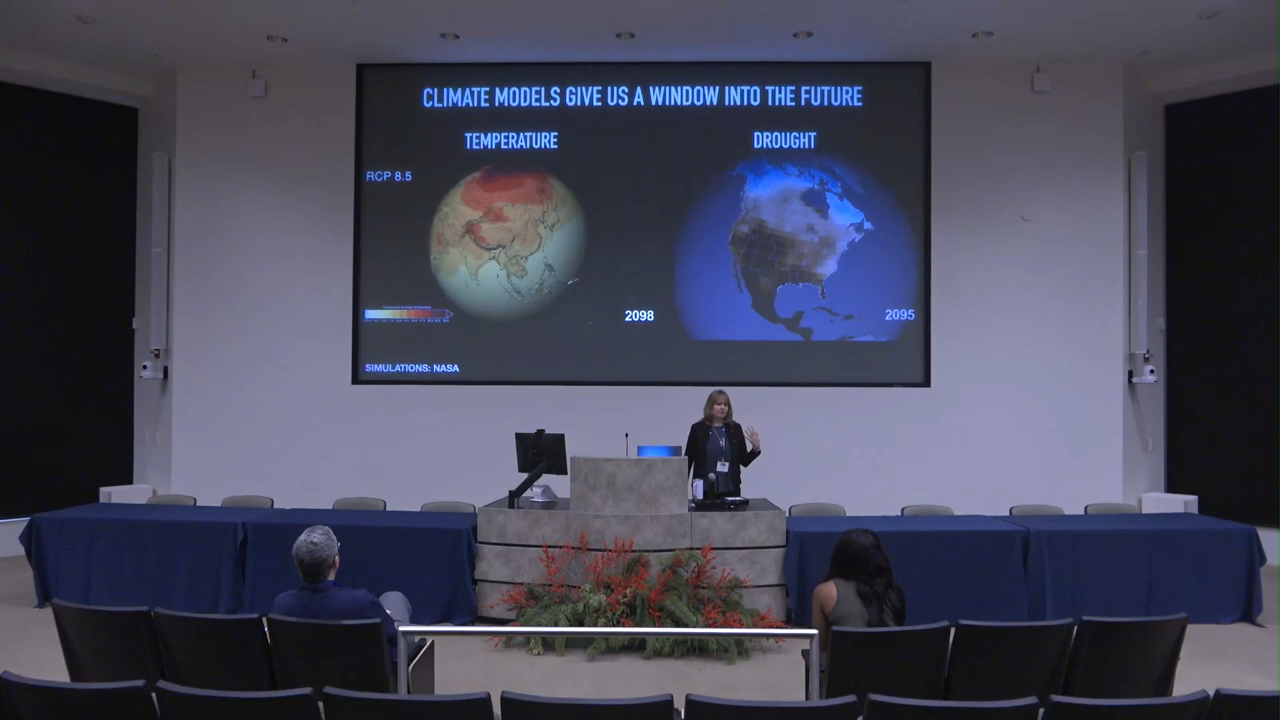 CLIMATE MODELS GIVE US A WINDOW INTO THE FUTURE
TEMPERATURE
DROUGHT
RCP 8.5
2098
2095
SIMULATIONS: NASA